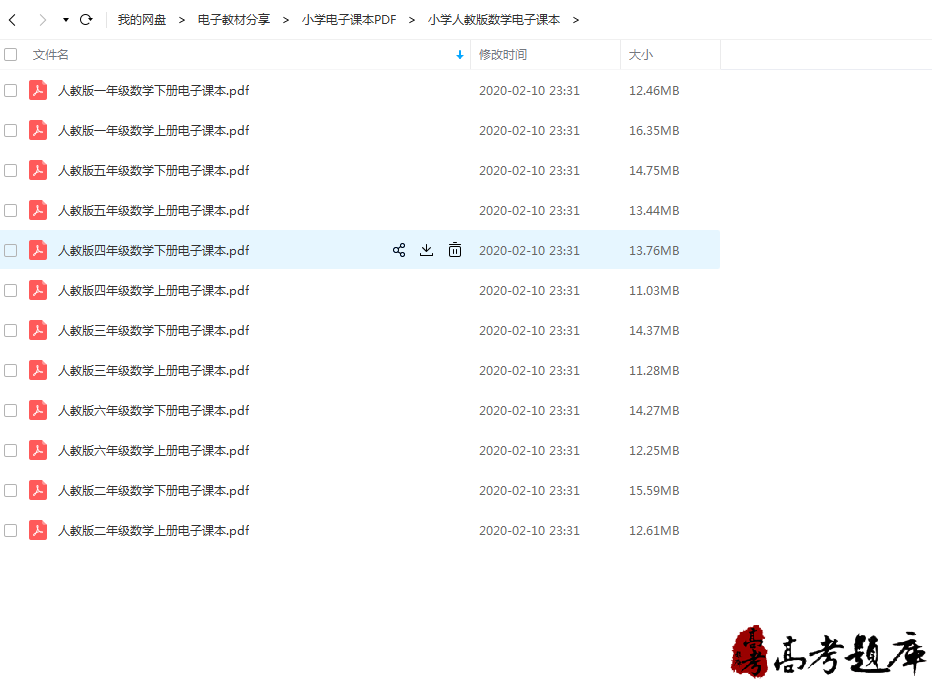 我的网盘 > 电子教材分享 > 小学电子课本PDF > 小学人教版数学电子课本 >
文件名 修改时间 大小
人教版一年级数学下册电子课本.pdf 2020-02-10 23:31 12.46MB
人教版一年级数学上册电子课本.pdf 2020-02-10 23:31 16.35MB
人教版五年级数学下册电子课本.pdf 2020-02-10 23:31 14.75MB
人教版五年级数学上册电子课本.pdf 2020-02-10 23:31 13.44MB
人教版四年级数学下册电子课本.pdf 2020-02-10 23:31 13.76MB
人教版四年级数学上册电子课本.pdf 2020-02-10 23:31 11.03MB
人教版三年级数学下册电子课本.pdf 2020-02-10 23:31 14.37MB
人教版三年级数学上册电子课本.pdf 2020-02-10 23:31 11.28MB
人教版六年级数学下册电子课本.pdf 2020-02-10 23:31 14.27MB
人教版六年级数学上册电子课本.pdf 2020-02-10 23:31 12.25MB
人教版二年级数学下册电子课本.pdf 2020-02-10 23:31 15.59MB
人教版二年级数学上册电子课本.pdf 2020-02-10 23:31 12.61MB
高考 高考题库